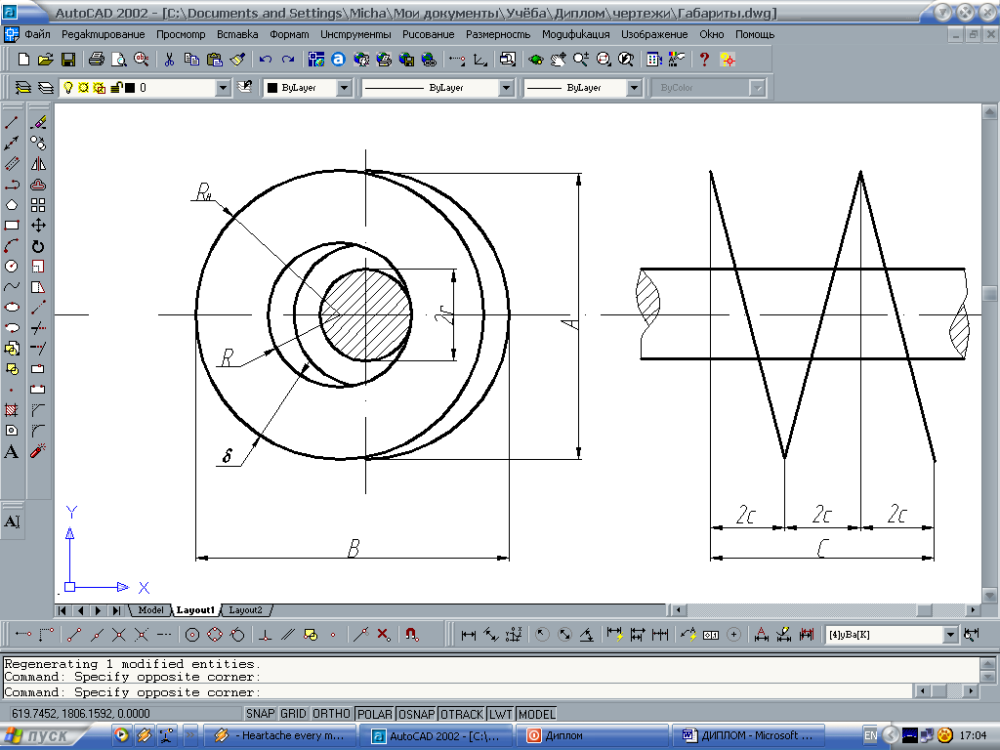 AutoCAD 2002 - [C:\Documents and Settings\Micha\Мои документы\Учёба\Диплом\чертежи\Габариты.dwg]
Файл Редактирование Просмотр Вставка Формат Инструменты Рисование Размерность Модификация Изображение Окно Помощь
0 ByLayer ByLayer ByLayer ByColor
Rн
2r
A
R
δ
B
2c 2c 2c
C
Y
X
Model Layout1 Layout2
[4]уВа[K]
Regenerating 1 modified entities.
Command: Specify opposite corner:
Command: Specify opposite corner:
619.7452, 1806.1592, 0.0000 SNAP GRID ORTHO POLAR OSNAP OTRACK LWT MODEL
пуск - Heartache every m... AutoCAD 2002 - [C:\... Диплом ДИПЛОМ - Microsoft ... EN 17:04